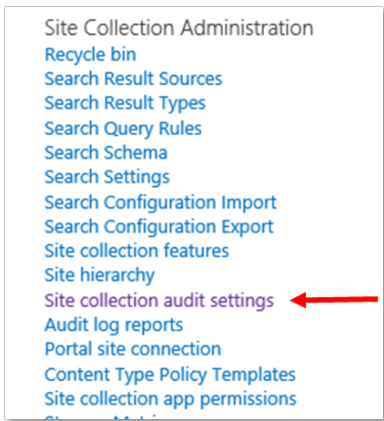 Site Collection Administration
Recycle bin
Search Result Sources
Search Result Types
Search Query Rules
Search Schema
Search Settings
Search Configuration Import
Search Configuration Export
Site collection features
Site hierarchy
Site collection audit settings
Audit log reports
Portal site connection
Content Type Policy Templates
Site collection app permissions